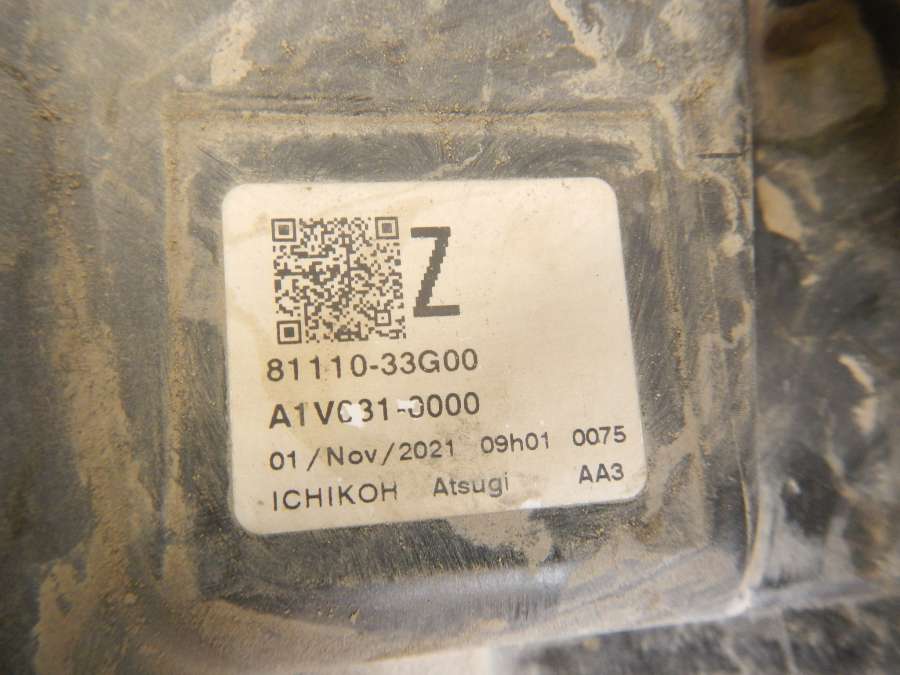 Z
81110-33G00
A1V031-0000
01/Nov/2021 09h01 0075
ICHIKOH Atsugi AA3